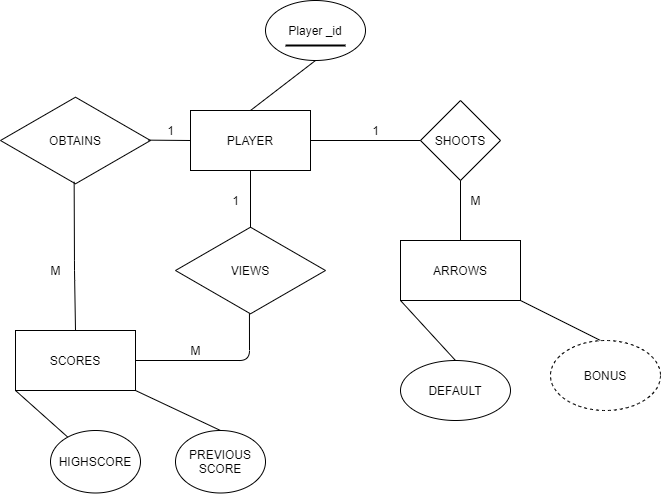 Player _id
OBTAINS
1
PLAYER
1
SHOOTS
1
M
M
VIEWS
ARROWS
M
SCORES
DEFAULT
BONUS
HIGHSCORE
PREVIOUS
SCORE